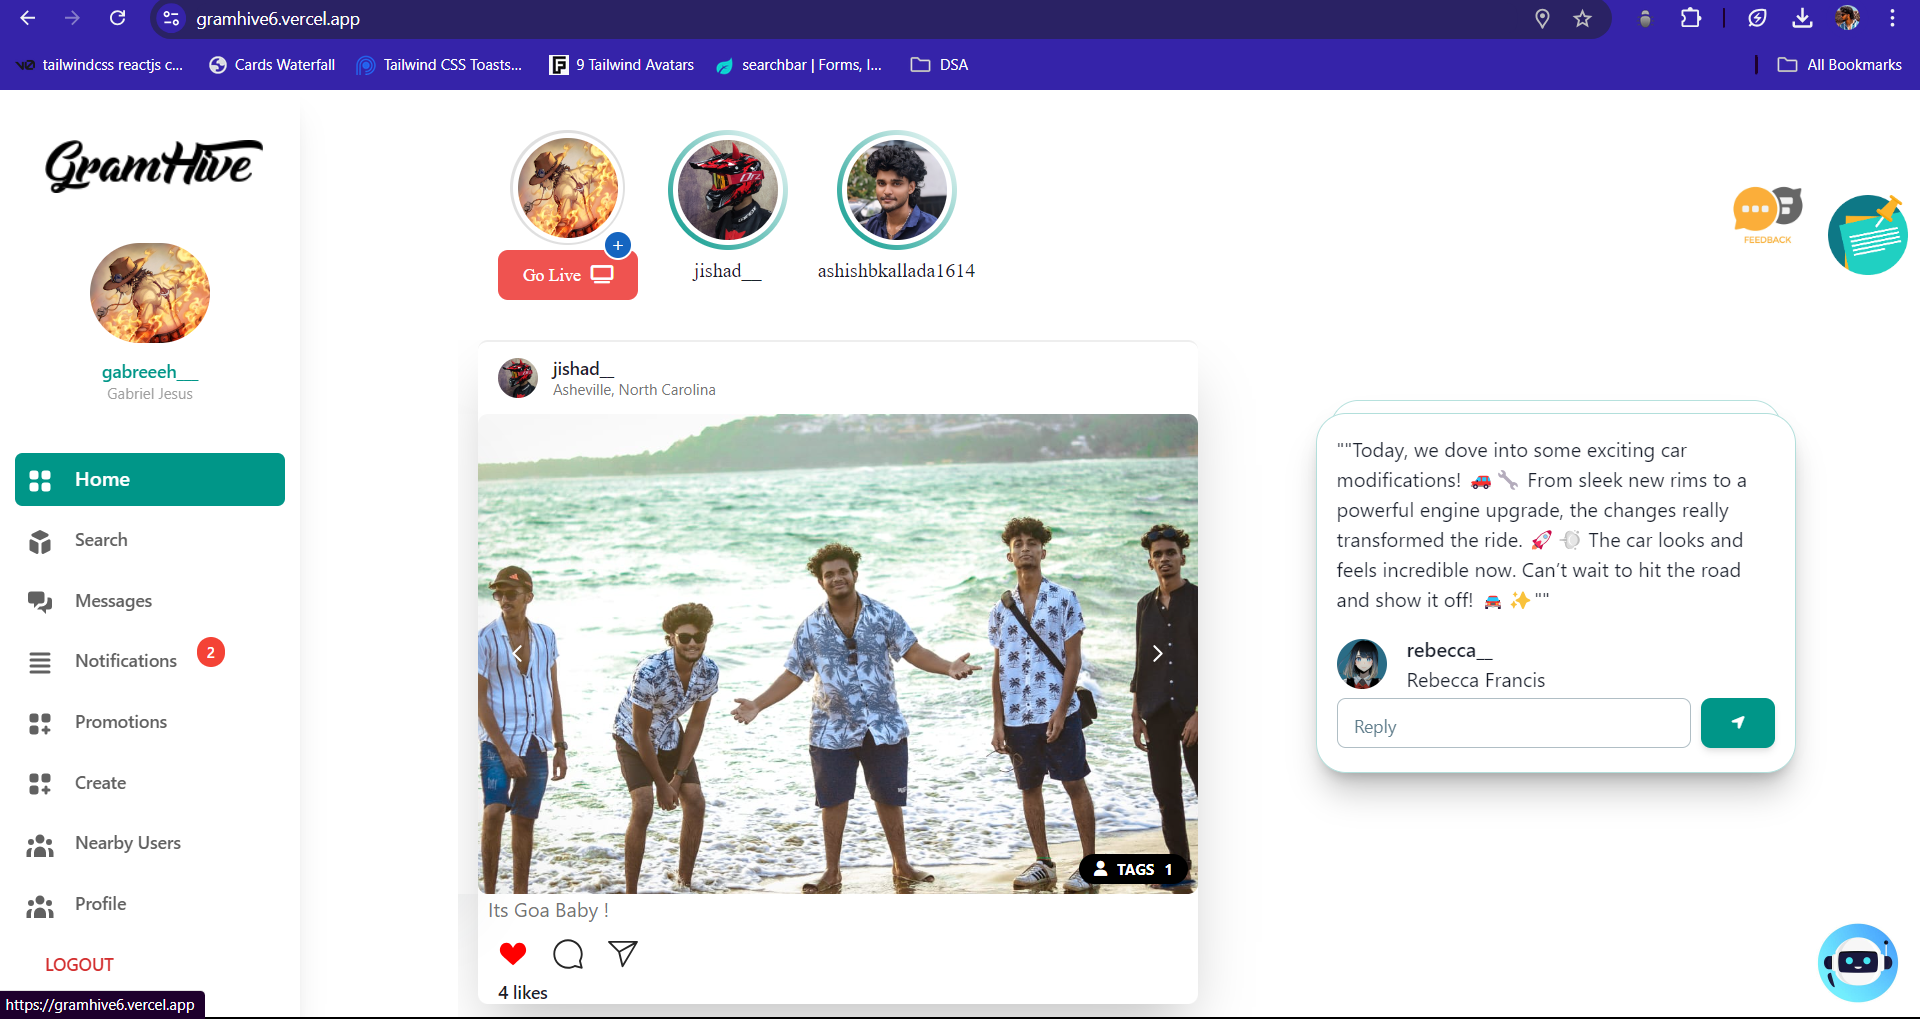 gramhive6.vercel.app
tailwindcss reactjs c...
Cards Waterfall
Tailwind CSS Toasts...
9 Tailwind Avatars
searchbar | Forms, I...
DSA
All Bookmarks
GramHive
gabreeeh___
Gabriel Jesus
Home
Search
Messages
Notifications 2
Promotions
Create
Nearby Users
Profile
LOGOUT
https://gramhive6.vercel.app
Go Live
jishad__
ashishbkallada1614
FEEDBACK
jishad__
Asheville, North Carolina
TAGS 1
Its Goa Baby !
4 likes
""Today, we dove into some exciting car
modifications! 🚗🔧 From sleek new rims to a
powerful engine upgrade, the changes really
transformed the ride. 🚀💨 The car looks and
feels incredible now. Can’t wait to hit the road
and show it off! 🚘 ✨""
rebecca__
Rebecca Francis
Reply